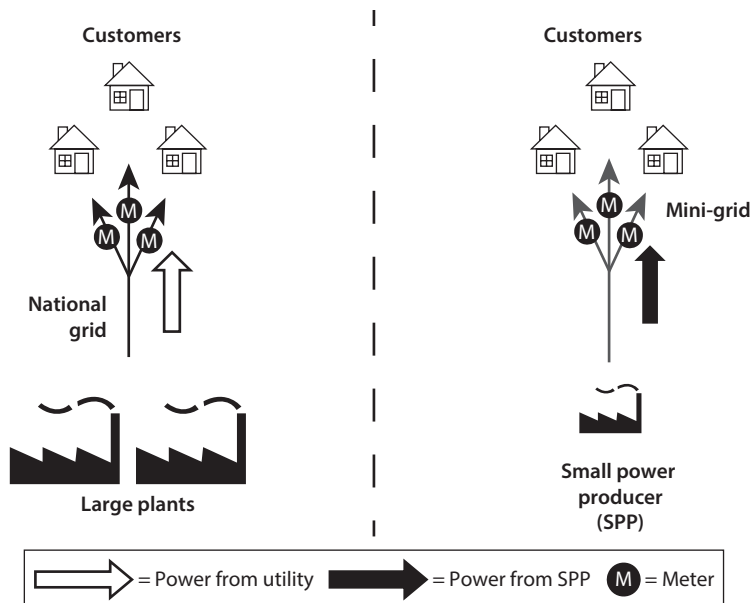 Customers
M
M
M
National
grid
Large plants
Customers
M
M
M
Mini-grid
Small power
producer
(SPP)
= Power from utility
= Power from SPP
M = Meter